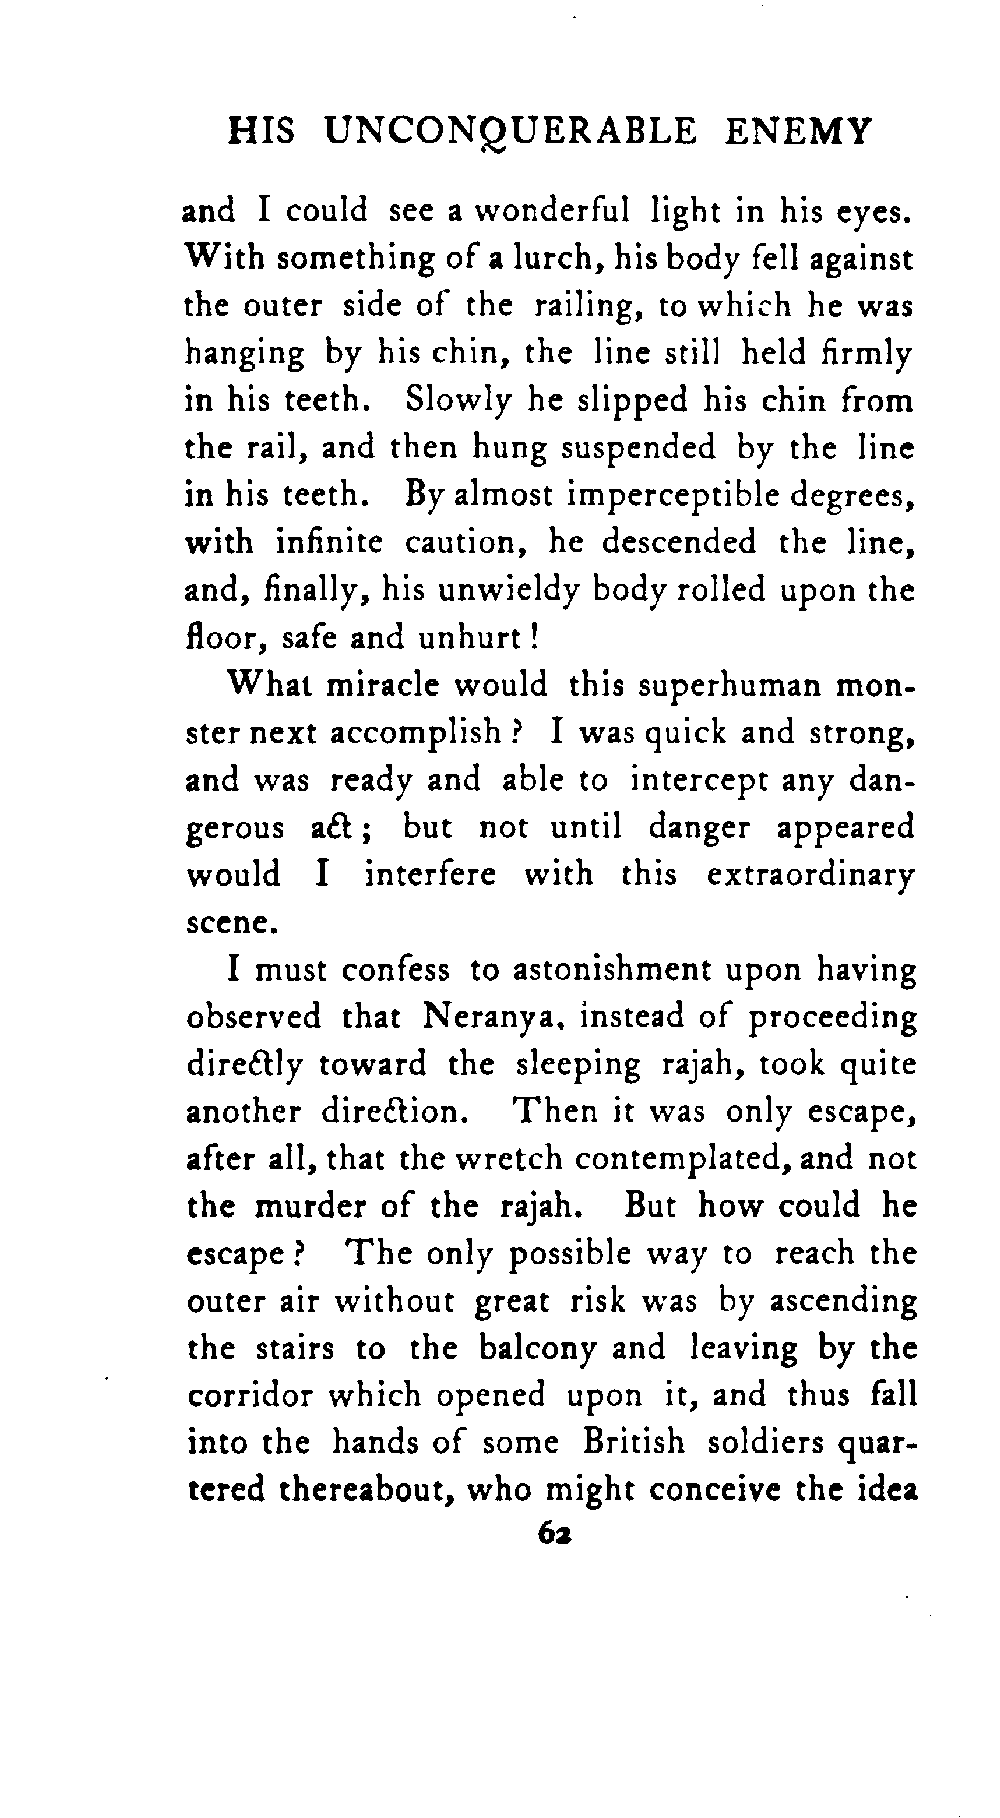 HIS UNCONQUERABLE ENEMY
and I could see a wonderful light in his eyes.
With something of a lurch, his body fell against
the outer side of the railing, to which he was
hanging by his chin, the line still held firmly
in his teeth. Slowly he slipped his chin from
the rail, and then hung suspended by the line
in his teeth. By almost imperceptible degrees,
with infinite caution, he descended the line,
and, finally, his unwieldy body rolled upon the
floor, safe and unhurt !
What miracle would this superhuman mon-
ster next accomplish ? I was quick and strong,
and was ready and able to intercept any dan-
gerous act ; but not until danger appeared
would I interfere with this extraordinary
scene.
I must confess to astonishment upon having
observed that Neranya, instead of proceeding
directly toward the sleeping rajah, took quite
another direction. Then it was only escape,
after all, that the wretch contemplated, and not
the murder of the rajah. But how could he
escape ? The only possible way to reach the
outer air without great risk was by ascending
the stairs to the balcony and leaving by the
corridor which opened upon it, and thus fall
into the hands of some British soldiers quar-
tered thereabout, who might conceive the idea
62